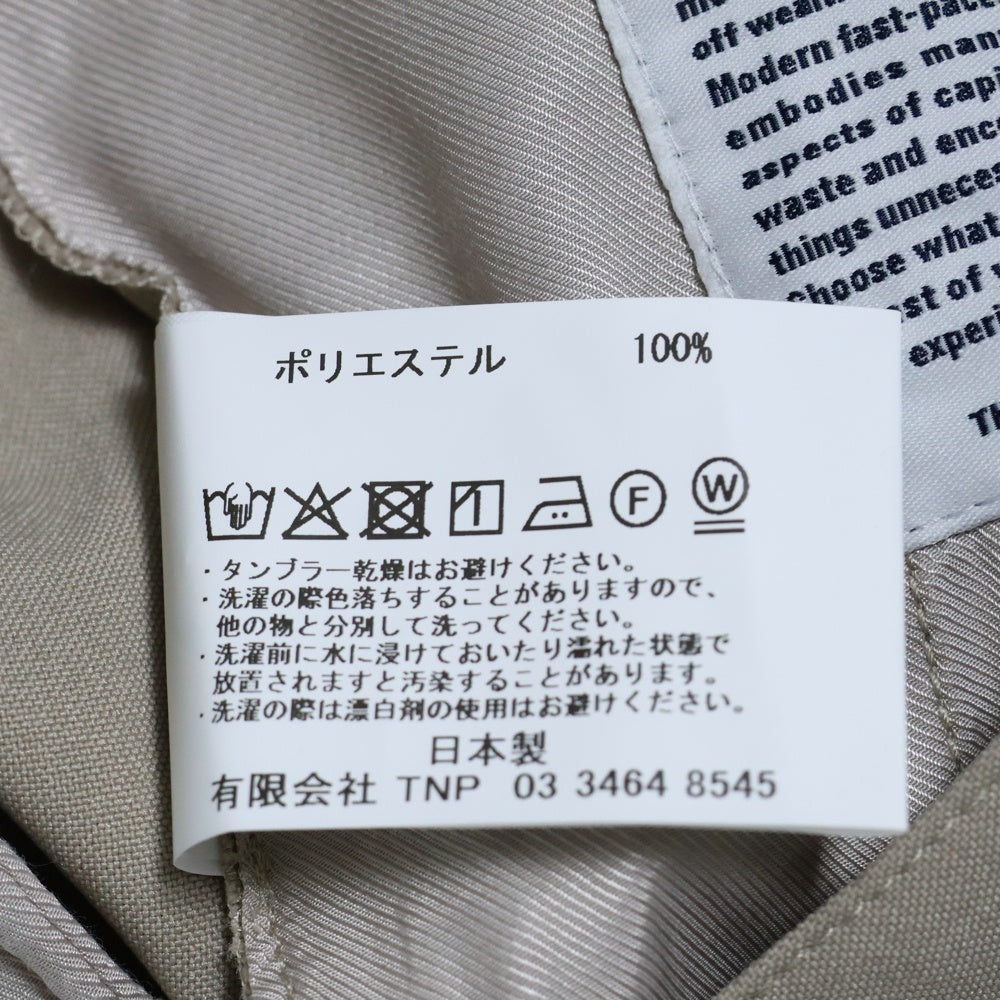 off
Modern fast-
embodies
aspects of
waste and
things
Choose what
of
ポリエステル 100%
F W
・タンブラー乾燥はお避けください。
・洗濯の際色落ちすることがありますので、
他の物と分別して洗ってください。
・洗濯前に水に浸けておいたり濡れた状態で
放置されますと汚染することがあります。
・洗濯の際は漂白剤の使用はお避けください。
日本製
有限会社 TNP 03 3464 8545